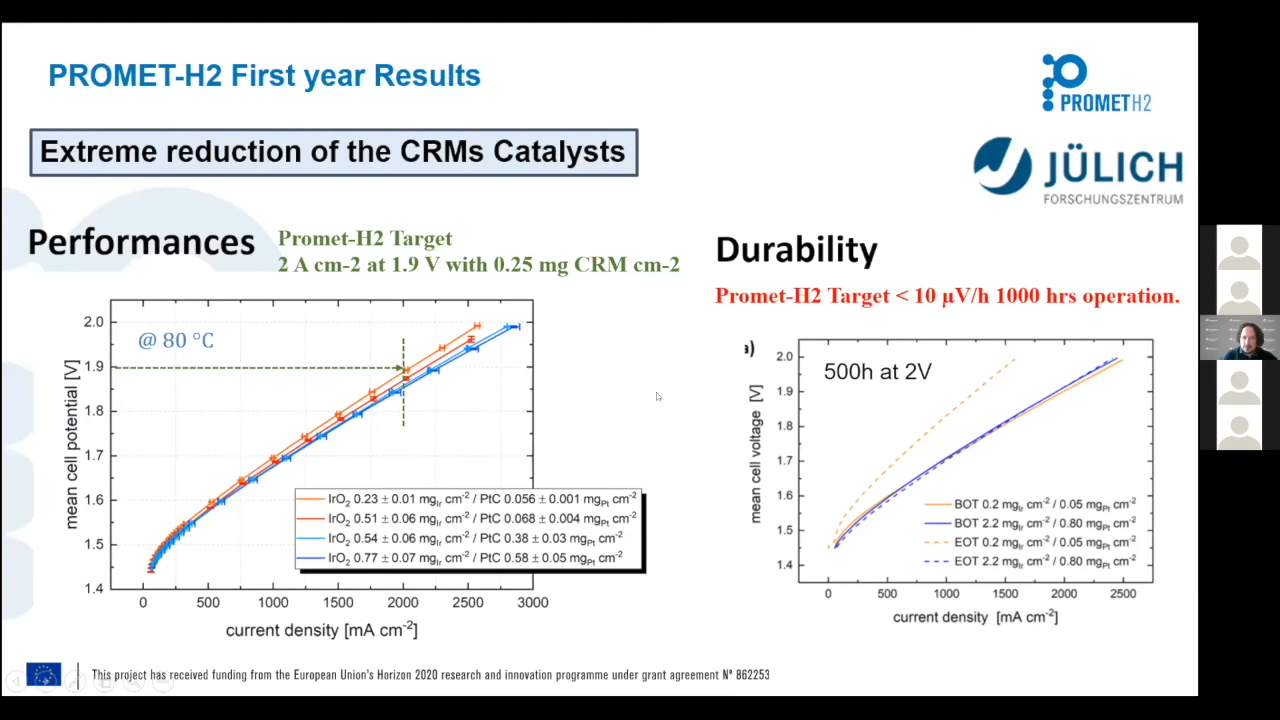 PROMET-H2 First year Results
PROMETH2
Extreme reduction of the CRMs Catalysts
JÜLICH
FORSCHUNGSZENTRUM
Performances
Promet-H2 Target
2 A cm-2 at 1.9 V with 0.25 mg CRM cm-2
Durability
Promet-H2 Target < 10 µV/h 1000 hrs operation.
@ 80 °C
mean cell potential [V]
2.0
1.9
1.8
1.7
1.6
1.5
1.4
IrO2 0.23 ± 0.01 mgIr cm-2 / PtC 0.056 ± 0.001 mgPt cm-2
IrO2 0.51 ± 0.06 mgIr cm-2 / PtC 0.068 ± 0.004 mgPt cm-2
IrO2 0.54 ± 0.06 mgIr cm-2 / PtC 0.38 ± 0.03 mgPt cm-2
IrO2 0.77 ± 0.07 mgIr cm-2 / PtC 0.58 ± 0.05 mgPt cm-2
0 500 1000 1500 2000 2500 3000
current density [mA cm-2]
a)
500h at 2V
mean cell voltage [V]
2.0
1.9
1.8
1.7
1.6
1.5
1.4
BOT 0.2 mgIr cm-2 / 0.05 mgPt cm-2
BOT 2.2 mgIr cm-2 / 0.80 mgPt cm-2
EOT 0.2 mgIr cm-2 / 0.05 mgPt cm-2
EOT 2.2 mgIr cm-2 / 0.80 mgPt cm-2
0 500 1000 1500 2000 2500
current density [mA cm-2]
This project has received funding from the European Union's Horizon 2020 research and innovation programme under grant agreement Nº 862253